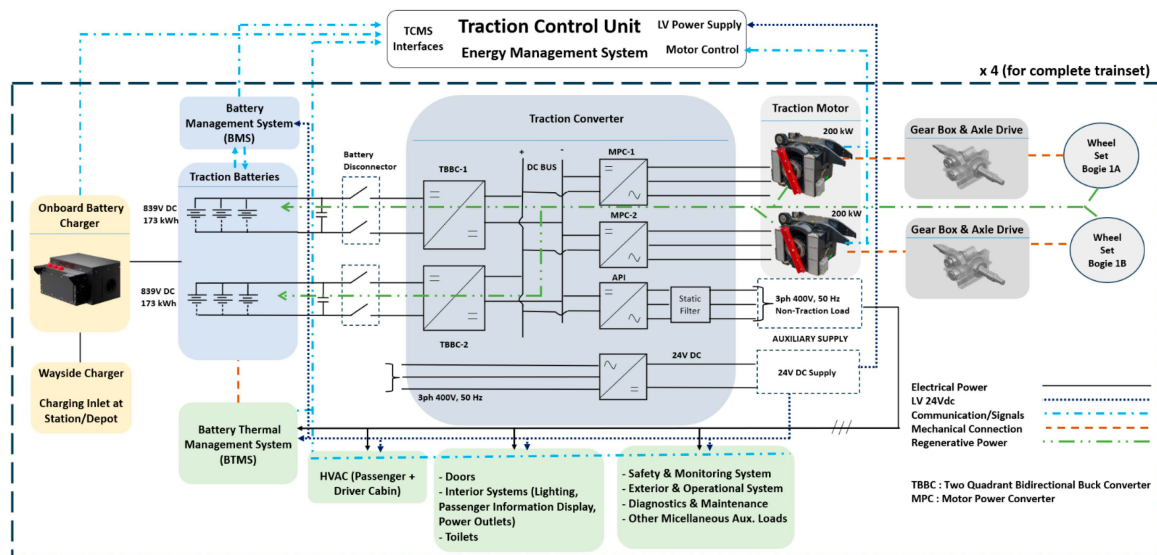 Traction Control Unit
Energy Management System
TCMS
Interfaces
LV Power Supply
Motor Control
x 4 (for complete trainset)
Battery
Management System
(BMS)
Traction Batteries
839V DC
173 kWh
839V DC
173 kWh
Battery
Disconnector
Onboard Battery
Charger
Wayside Charger
Charging Inlet at
Station/Depot
Battery Thermal
Management System
(BTMS)
Traction Converter
TBBC-1
TBBC-2
+
-
DC BUS
MPC-1
MPC-2
API
Static
Filter
24V DC
3ph 400V, 50 Hz
Traction Motor
200 kW
200 kW
3ph 400V, 50 Hz
Non-Traction Load
AUXILIARY SUPPLY
24V DC Supply
Gear Box & Axle Drive
Gear Box & Axle Drive
Wheel
Set
Bogie 1A
Wheel
Set
Bogie 1B
HVAC (Passenger +
Driver Cabin)
- Doors
- Interior Systems (Lighting,
Passenger Information Display,
Power Outlets)
- Toilets
- Safety & Monitoring System
- Exterior & Operational System
- Diagnostics & Maintenance
- Other Micellaneous Aux. Loads
Electrical Power
LV 24Vdc
Communication/Signals
Mechanical Connection
Regenerative Power
TBBC : Two Quadrant Bidirectional Buck Converter
MPC : Motor Power Converter